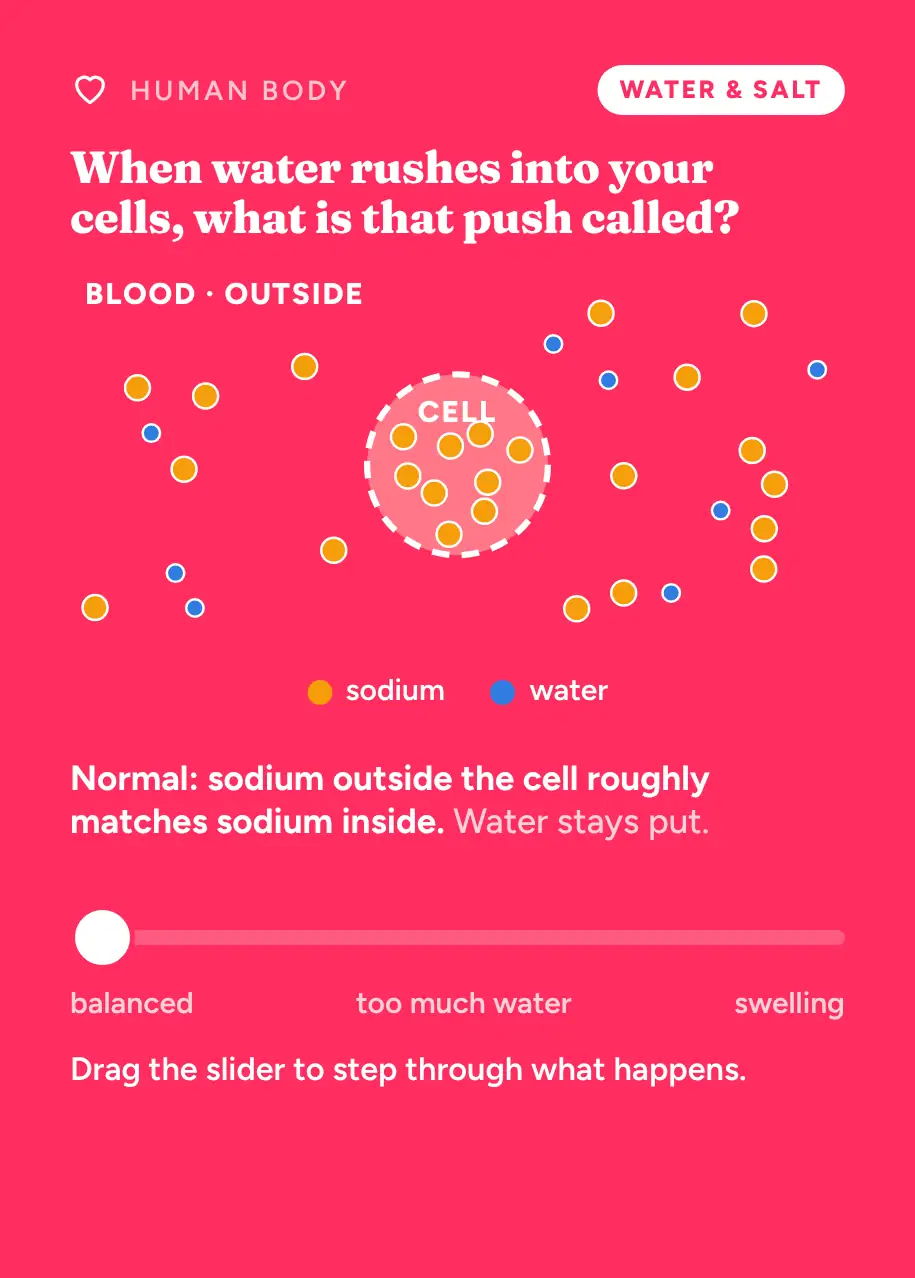 HUMAN BODY
WATER & SALT
When water rushes into your
cells, what is that push called?
BLOOD · OUTSIDE
CELL
sodium
water
Normal: sodium outside the cell roughly
matches sodium inside. Water stays put.
balanced
too much water
swelling
Drag the slider to step through what happens.